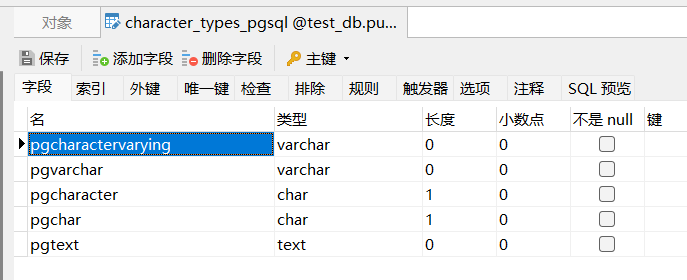 对象 character_types_pgsql @test_db.pu...
保存 添加字段 删除字段 主键
字段 索引 外键 唯一键 检查 排除 规则 触发器 选项 注释 SQL 预览
名 类型 长度 小数点 不是 null 键
pgcharactervarying varchar 0 0
pgvarchar varchar 0 0
pgcharacter char 1 0
pgchar char 1 0
pgtext text 0 0